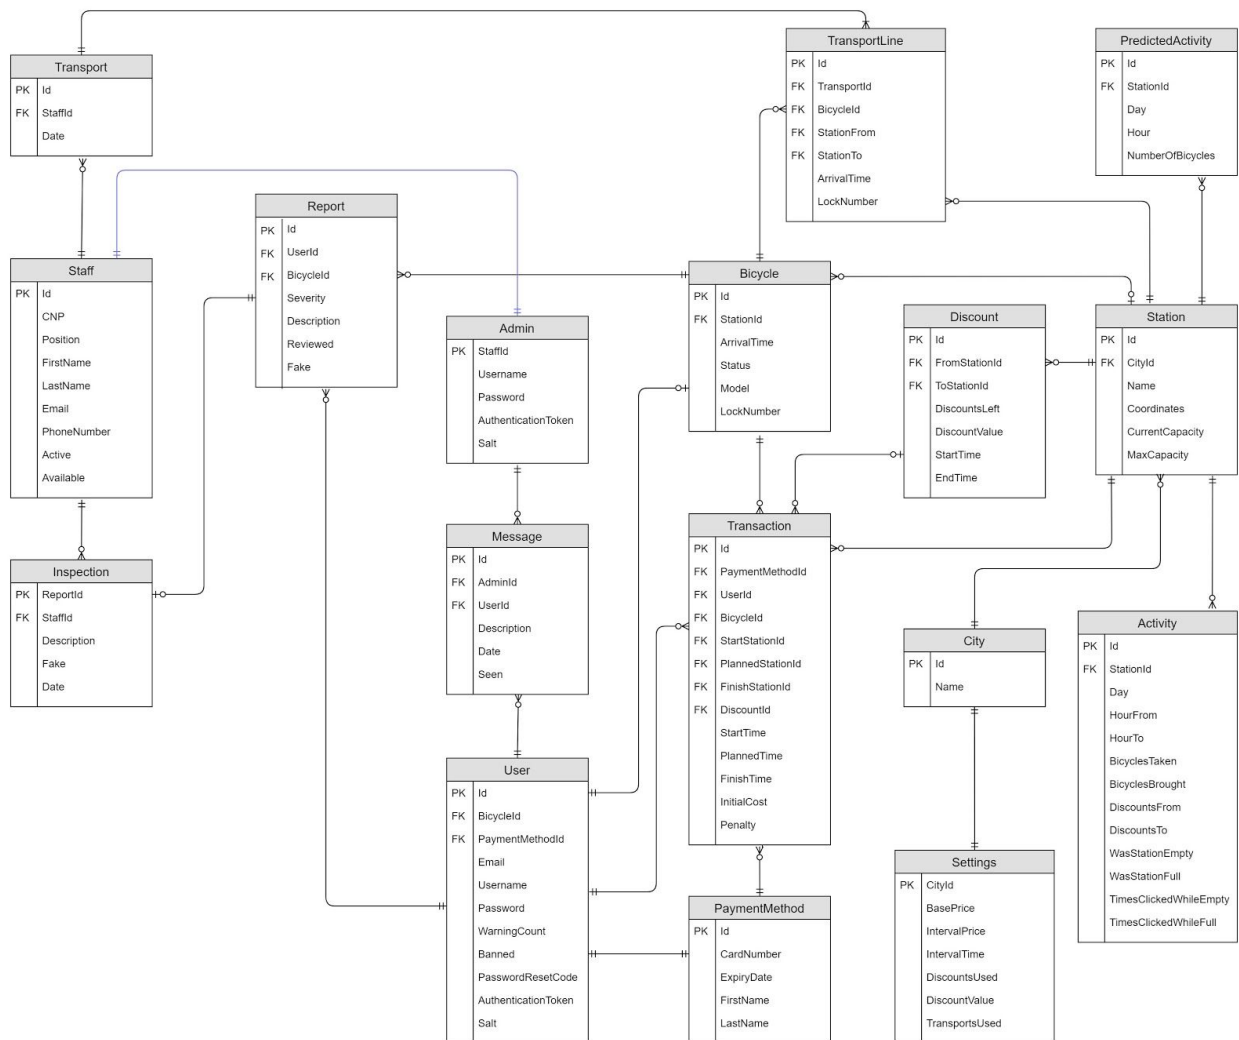 Transport
PK Id
FK StaffId
Date
TransportLine
PK Id
FK TransportId
FK BicycleId
FK StationFrom
FK StationTo
ArrivalTime
LockNumber
PredictedActivity
PK Id
FK StationId
Day
Hour
NumberOfBicycles
Staff
PK Id
CNP
Position
FirstName
LastName
Email
PhoneNumber
Active
Available
Report
PK Id
FK UserId
FK BicycleId
Severity
Description
Reviewed
Fake
Admin
PK StaffId
Username
Password
AuthenticationToken
Salt
Bicycle
PK Id
FK StationId
ArrivalTime
Status
Model
LockNumber
Discount
PK Id
FK FromStationId
FK ToStationId
DiscountsLeft
DiscountValue
StartTime
EndTime
Station
PK Id
FK CityId
Name
Coordinates
CurrentCapacity
MaxCapacity
Inspection
PK ReportId
FK StaffId
Description
Fake
Date
Message
PK Id
FK AdminId
FK UserId
Description
Date
Seen
Transaction
PK Id
FK PaymentMethodId
FK UserId
FK BicycleId
FK StartStationId
FK PlannedStationId
FK FinishStationId
FK DiscountId
StartTime
PlannedTime
FinishTime
InitialCost
Penalty
City
PK Id
Name
Activity
PK Id
FK StationId
Day
HourFrom
HourTo
BicyclesTaken
BicyclesBrought
DiscountsFrom
DiscountsTo
WasStationEmpty
WasStationFull
TimesClickedWhileEmpty
TimesClickedWhileFull
User
PK Id
FK BicycleId
FK PaymentMethodId
Email
Username
Password
WarningCount
Banned
PasswordResetCode
AuthenticationToken
Salt
PaymentMethod
PK Id
CardNumber
ExpiryDate
FirstName
LastName
Settings
PK CityId
BasePrice
IntervalPrice
IntervalTime
DiscountsUsed
DiscountValue
TransportsUsed